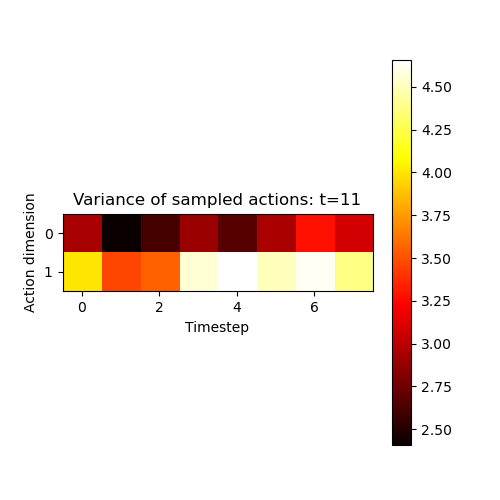 Variance of sampled actions: t=11
Action dimension
0
1
0 2 4 6
Timestep
4.50
4.25
4.00
3.75
3.50
3.25
3.00
2.75
2.50